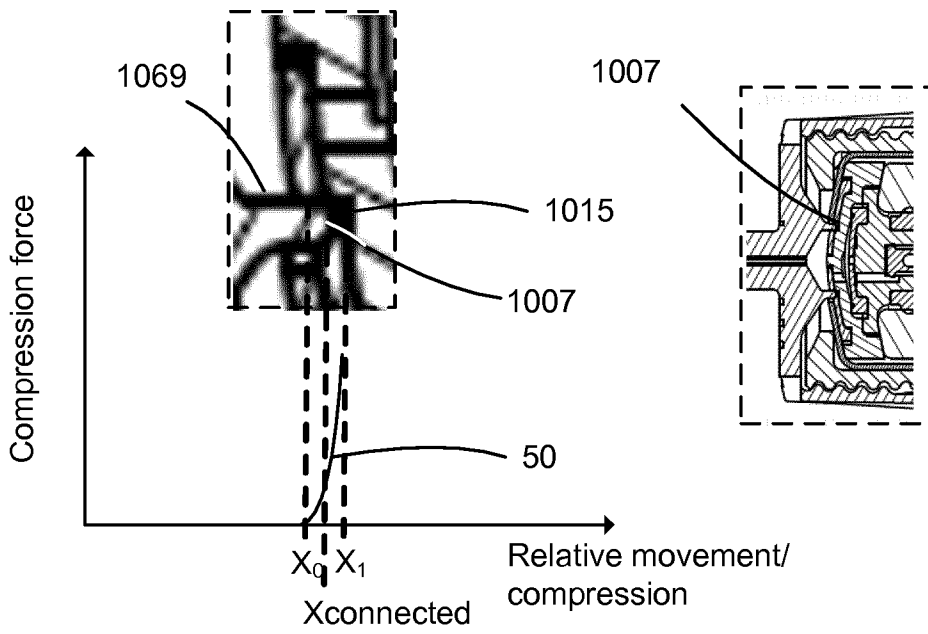 1069
1007
1015
1007
Compression force
50
X₀
X₁
Xconnected
Relative movement/
compression